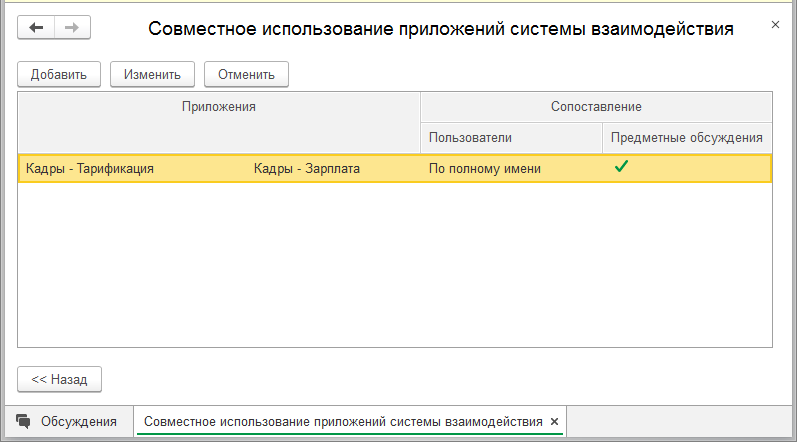 Совместное использование приложений системы взаимодействия
Добавить Изменить Отменить
Приложения Сопоставление
Пользователи Предметные обсуждения
Кадры - Тарификация Кадры - Зарплата По полному имени
<< Назад
Обсуждения Совместное использование приложений системы взаимодействия